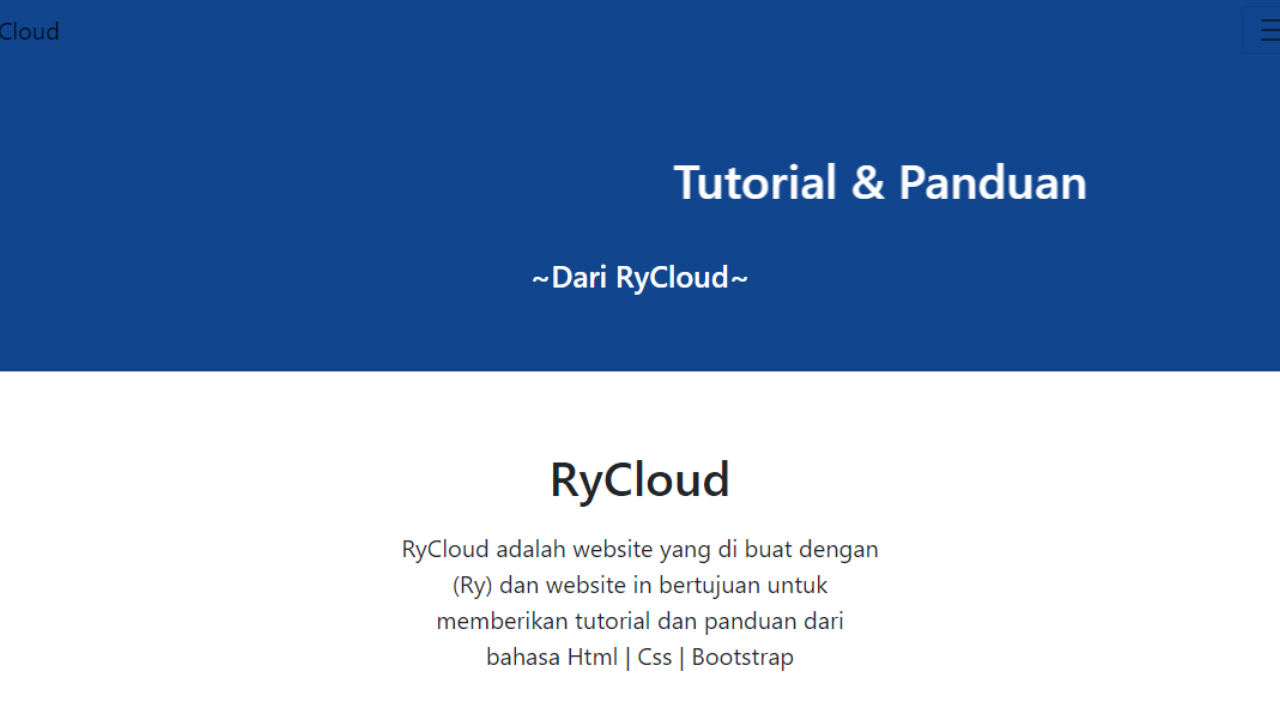 Cloud
Tutorial & Panduan
~Dari RyCloud~
RyCloud
RyCloud adalah website yang di buat dengan
(Ry) dan website in bertujuan untuk
memberikan tutorial dan panduan dari
bahasa Html | Css | Bootstrap